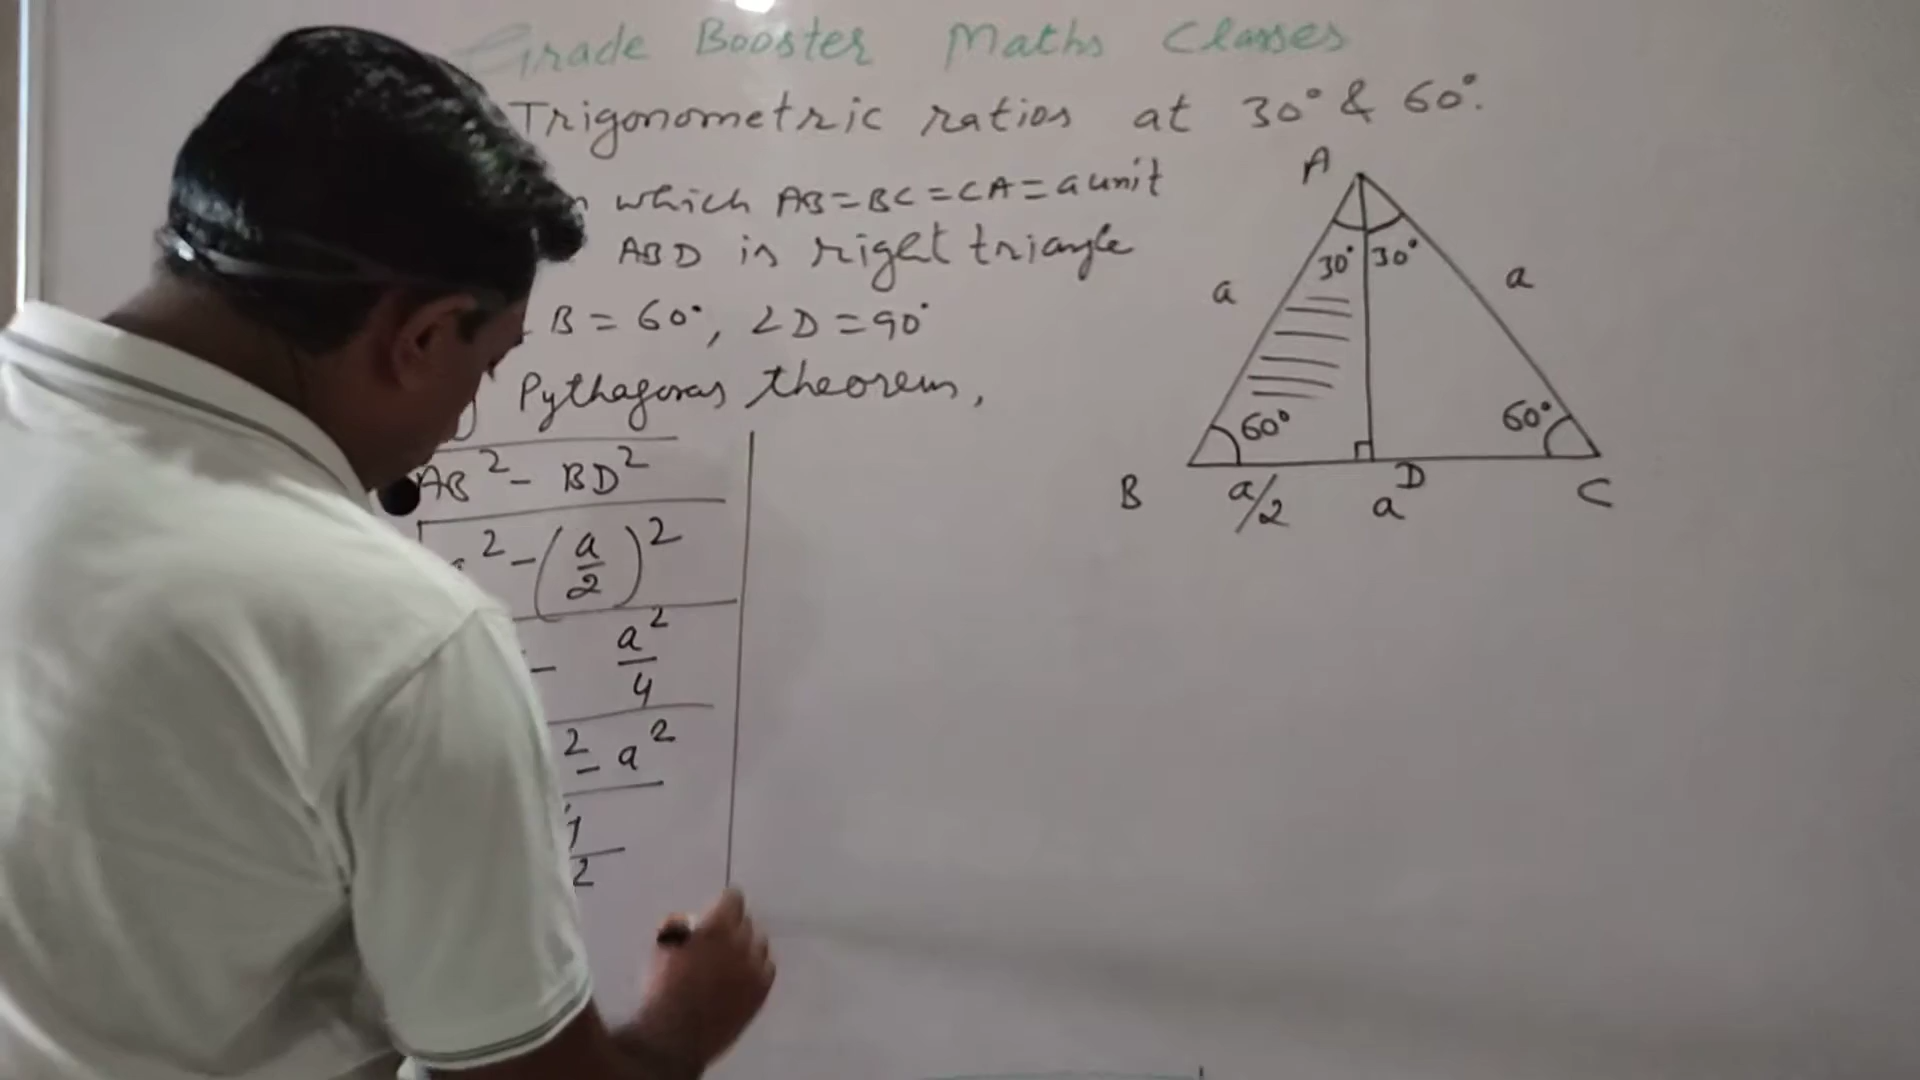 Grade Booster Maths Classes
Trigonometric ratios at 30° & 60°.
which AB=BC=CA=a unit
ABD is right triangle
B = 60°, ∠D = 90°
Pythagoras theorem,
AB² - BD²
² - (a/2)²
- a²/4
² - a²
2
A
30° 30°
a a
60° 60°
B a/2 a D C